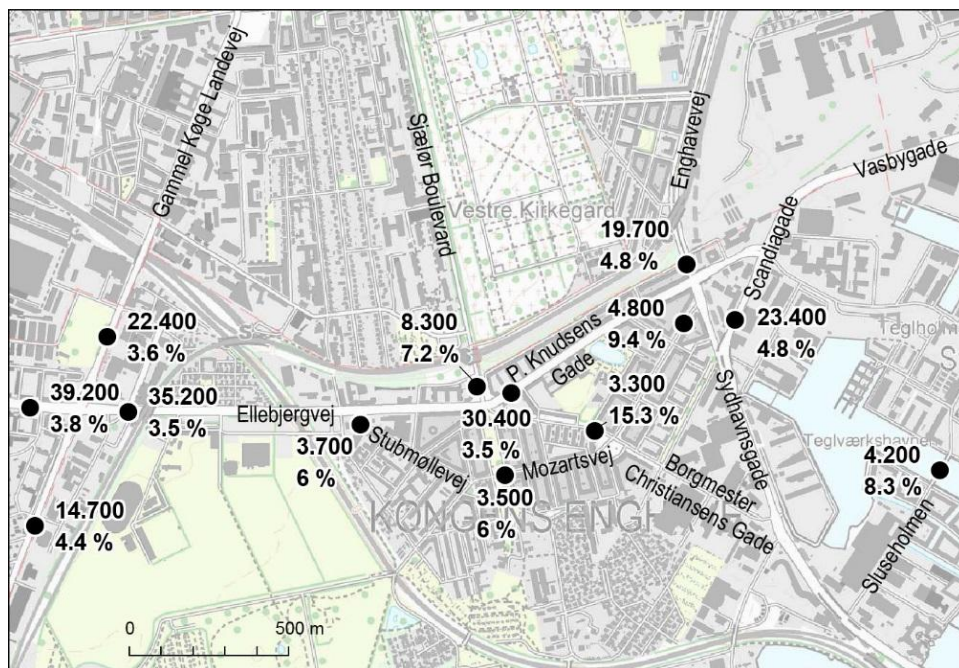 Gammel Køge Landevej
Sjælør Boulevard
Enghavevej
Vasbygade
Scandiagade
Vestre Kirkegård
19.700
4.8 %
4.800
9.4 %
23.400
4.8 %
8.300
7.2 %
P. Knudsens
Gade
22.400
3.6 %
39.200
3.8 %
35.200
3.5 %
Ellebjergvej
3.300
15.3 %
30.400
3.5 %
3.700
6 %
Stubmøllevej
Mozartsvej
3.500
6 %
Borgmester
Christiansens Gade
Sydhavnsgade
Teglholm
S
Teglværkshavnen
4.200
8.3 %
Sluseholmen
14.700
4.4 %
KONGENS ENGH
0 500 m